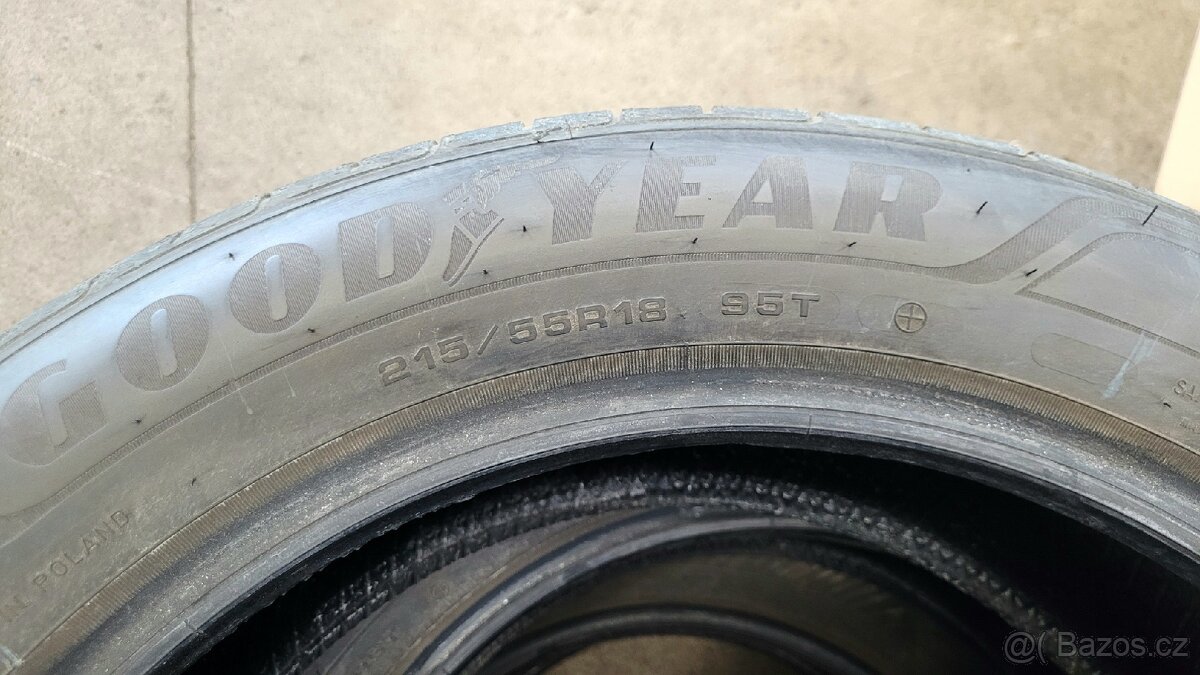 GOODYEAR
215/55R18 95T
POLAND
@( Bazos.cz